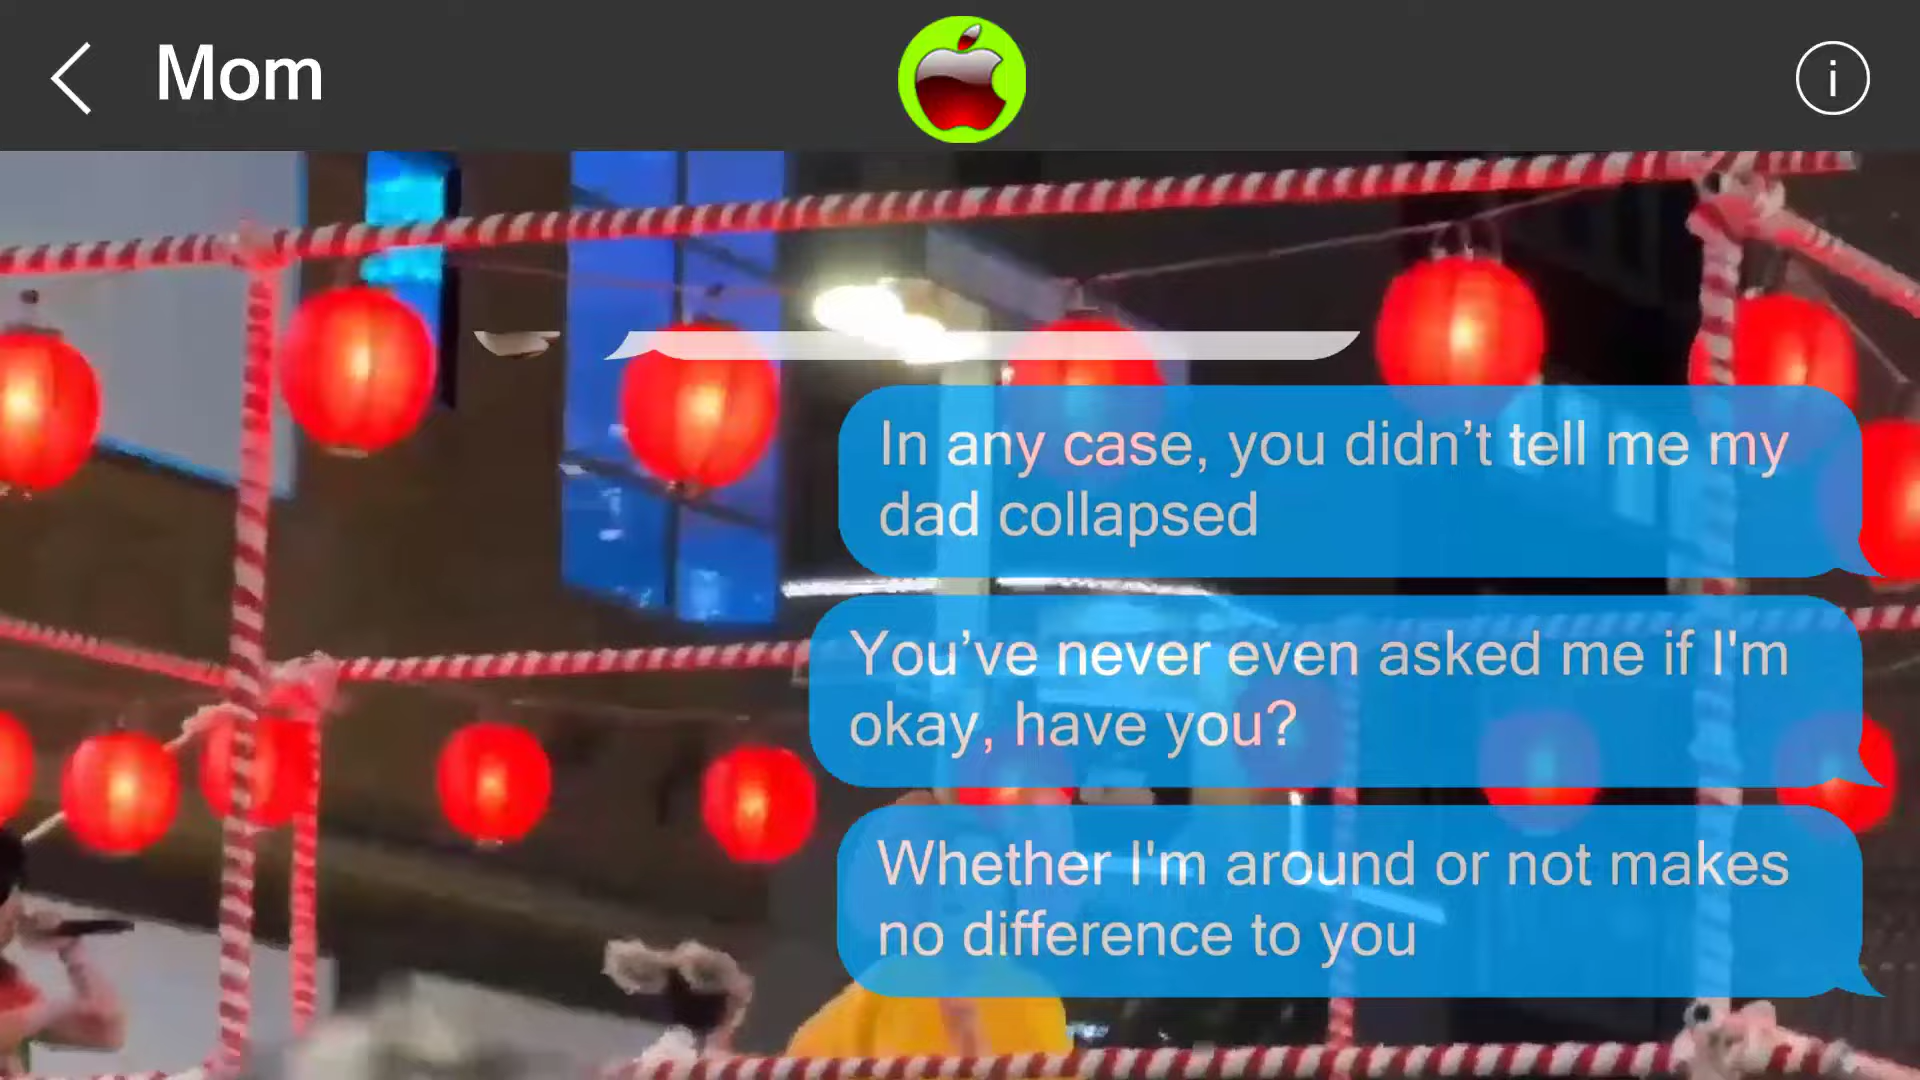 Mom
In any case, you didn’t tell me my
dad collapsed
You’ve never even asked me if I'm
okay, have you?
Whether I'm around or not makes
no difference to you